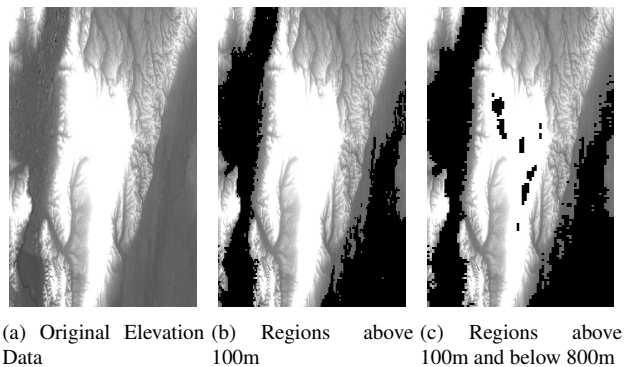 (a) Original Elevation Data
(b) Regions above 100m
(c) Regions above 100m and below 800m